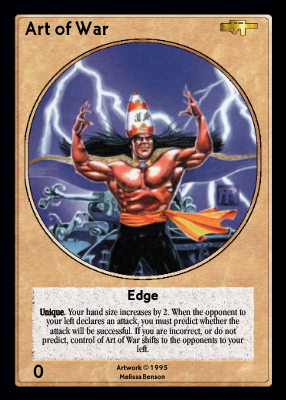 Art of War
Edge
Unique. Your hand size increases by 2. When the opponent to
your left declares an attack, you must predict whether the
attack will be successful. If you are incorrect, or do not
predict, control of Art of War shifts to the opponents to your
left.
0
Artwork © 1995
Melissa Benson